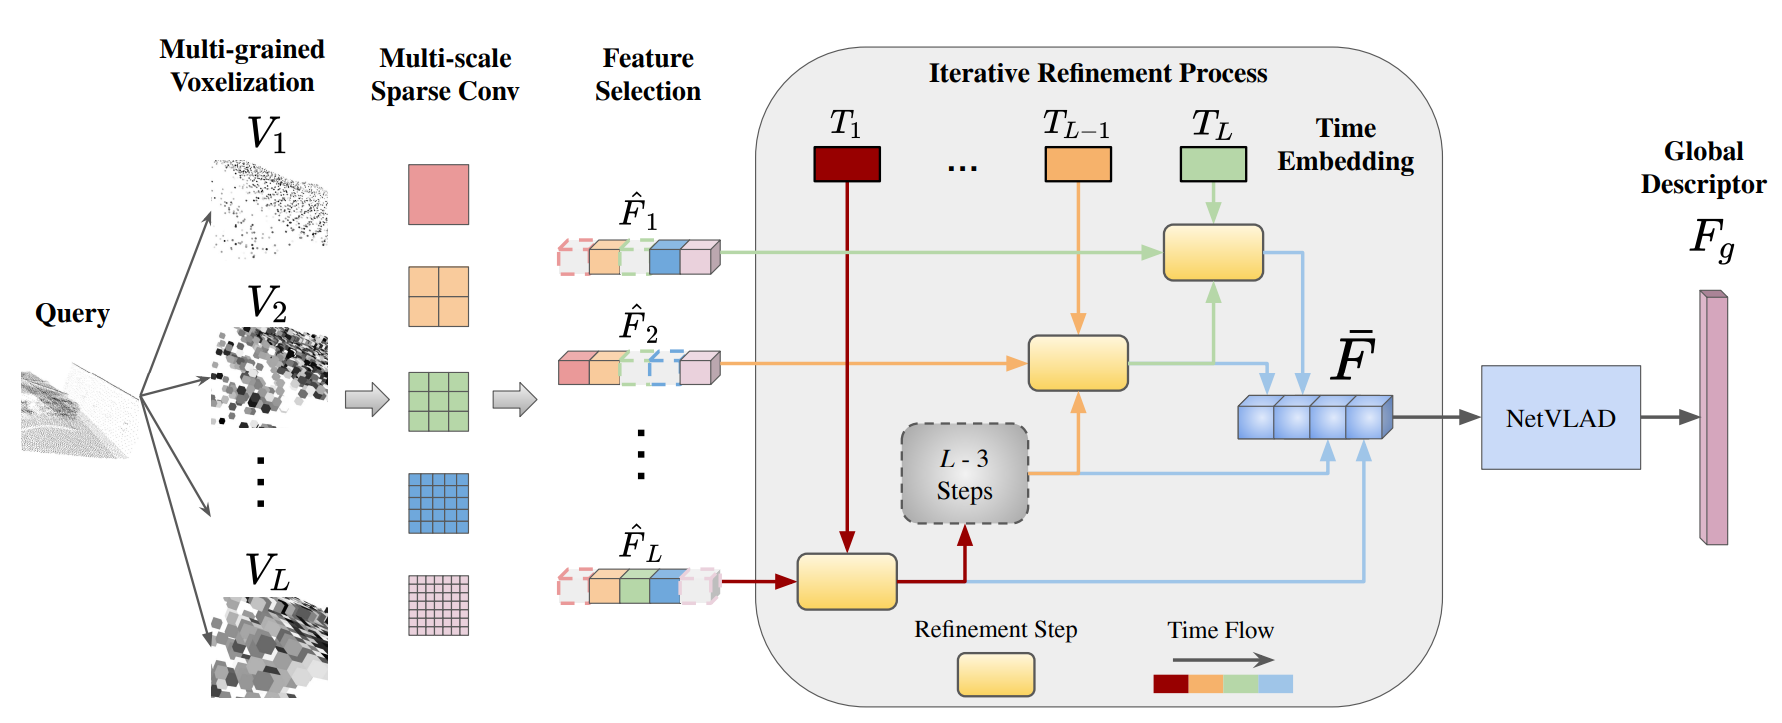 Multi-grained
Voxelization
Multi-scale
Sparse Conv
Feature
Selection
Iterative Refinement Process
V_1
T_1
...
T_{L-1}
T_L
Time
Embedding
Global
Descriptor
F_g
\hat{F}_1
Query
V_2
\hat{F}_2
\bar{F}
NetVLAD
L - 3
Steps
V_L
\hat{F}_L
Refinement Step
Time Flow